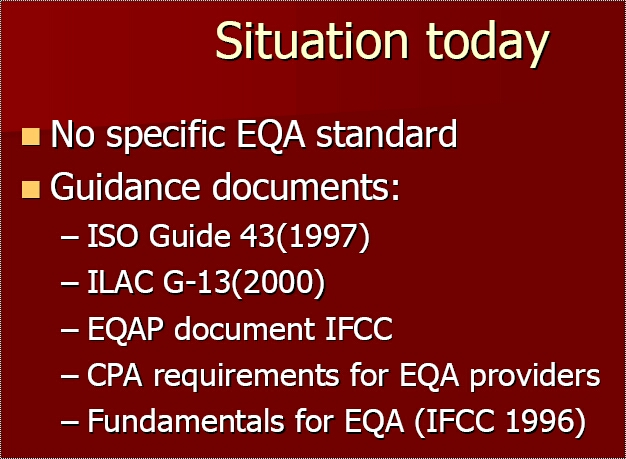 Situation today
■ No specific EQA standard
■ Guidance documents:
– ISO Guide 43(1997)
– ILAC G-13(2000)
– EQAP document IFCC
– CPA requirements for EQA providers
– Fundamentals for EQA (IFCC 1996)